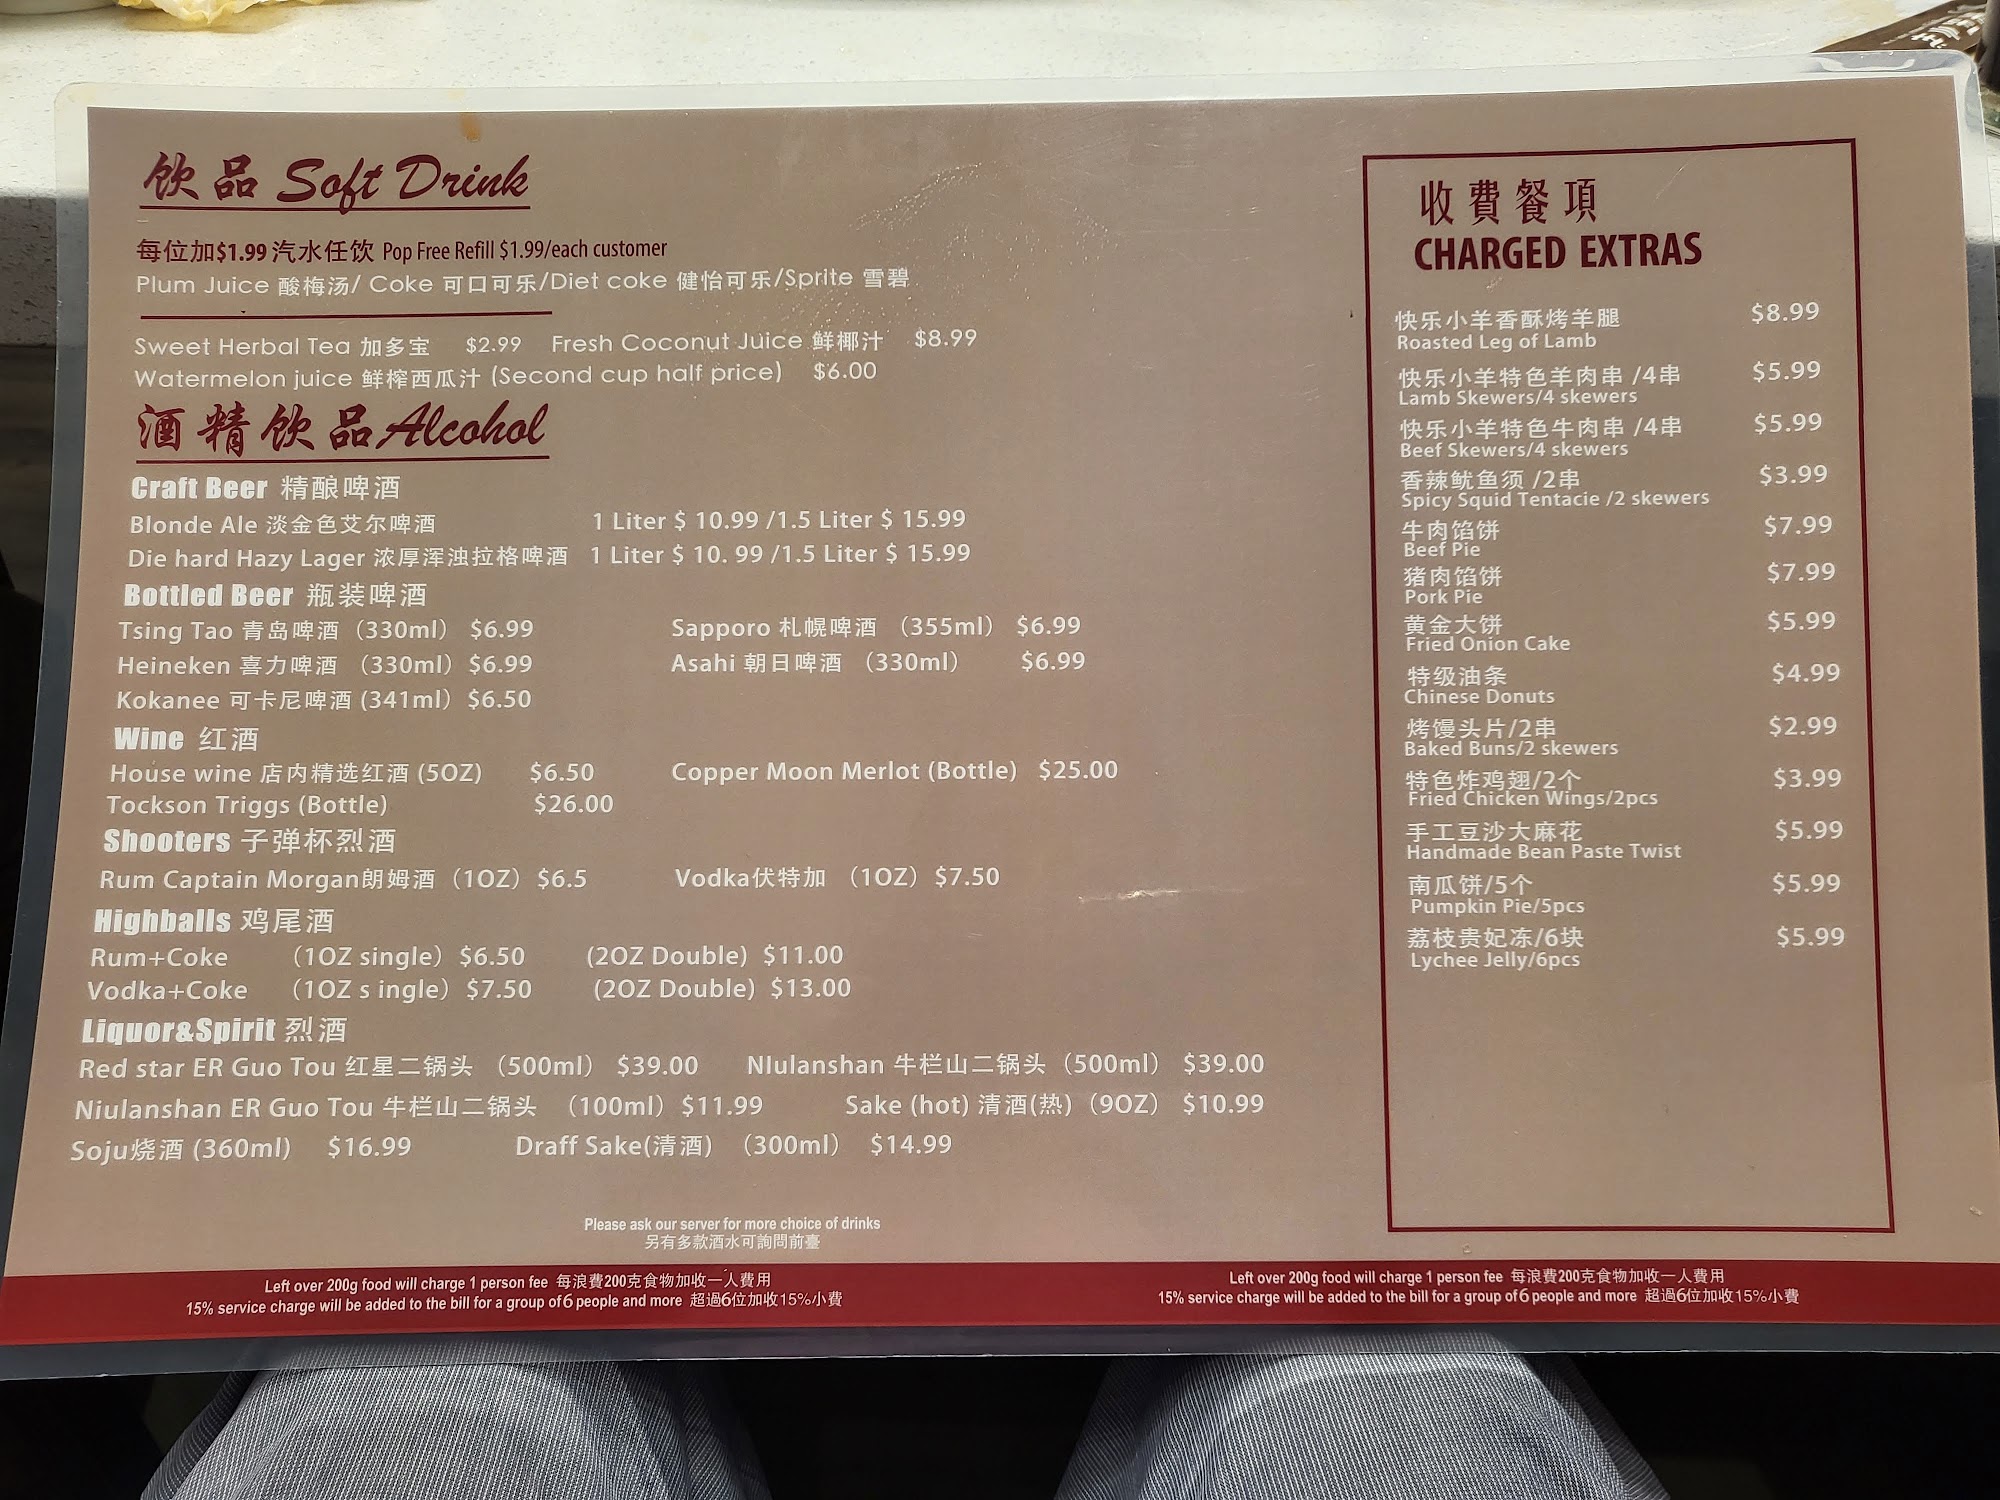 饮品 Soft Drink
每位加$1.99 汽水任饮 Pop Free Refill $1.99/each customer
Plum Juice 酸梅汤/ Coke 可口可乐/Diet coke 健怡可乐/Sprite 雪碧
Sweet Herbal Tea 加多宝 $2.99 Fresh Coconut Juice 鲜椰汁 $8.99
Watermelon juice 鲜榨西瓜汁 (Second cup half price) $6.00
酒精饮品Alcohol
Craft Beer 精酿啤酒
Blonde Ale 淡金色艾尔啤酒 1 Liter $ 10.99 /1.5 Liter $ 15.99
Die hard Hazy Lager 浓厚浑浊拉格啤酒 1 Liter $ 10. 99 /1.5 Liter $ 15.99
Bottled Beer 瓶装啤酒
Tsing Tao 青岛啤酒（330ml） $6.99 Sapporo 札幌啤酒 （355ml） $6.99
Heineken 喜力啤酒 （330ml）$6.99 Asahi 朝日啤酒 （330ml） $6.99
Kokanee 可卡尼啤酒 (341ml）$6.50
Wine 红酒
House wine 店内精选红酒 (5OZ) $6.50 Copper Moon Merlot (Bottle) $25.00
Tockson Triggs (Bottle) $26.00
Shooters 子弹杯烈酒
Rum Captain Morgan朗姆酒（1OZ）$6.5 Vodka伏特加 （1OZ）$7.50
Highballs 鸡尾酒
Rum+Coke （1OZ single）$6.50 (2OZ Double) $11.00
Vodka+Coke （1OZ s ingle）$7.50 (2OZ Double) $13.00
Liquor&Spirit 烈酒
Red star ER Guo Tou 红星二锅头 （500ml） $39.00 NIulanshan 牛栏山二锅头（500ml） $39.00
Niulanshan ER Guo Tou 牛栏山二锅头 （100ml）$11.99 Sake (hot) 清酒(热)（9OZ） $10.99
Soju烧酒 (360ml) $16.99 Draff Sake(清酒) （300ml） $14.99
Please ask our server for more choice of drinks
另有多款酒水可詢問前臺
Left over 200g food will charge 1 person fee 每浪費200克食物加收一人費用
15% service charge will be added to the bill for a group of 6 people and more 超過6位加收15%小費
收費餐項
CHARGED EXTRAS
快乐小羊香酥烤羊腿 $8.99
Roasted Leg of Lamb
快乐小羊特色羊肉串 /4串 $5.99
Lamb Skewers/4 skewers
快乐小羊特色牛肉串 /4串 $5.99
Beef Skewers/4 skewers
香辣鱿鱼须 /2串 $3.99
Spicy Squid Tentacie /2 skewers
牛肉馅饼 $7.99
Beef Pie
猪肉馅饼 $7.99
Pork Pie
黄金大饼 $5.99
Fried Onion Cake
特级油条 $4.99
Chinese Donuts
烤馒头片/2串 $2.99
Baked Buns/2 skewers
特色炸鸡翅/2个 $3.99
Fried Chicken Wings/2pcs
手工豆沙大麻花 $5.99
Handmade Bean Paste Twist
南瓜饼/5个 $5.99
Pumpkin Pie/5pcs
荔枝贵妃冻/6块 $5.99
Lychee Jelly/6pcs
Left over 200g food will charge 1 person fee 每浪費200克食物加收一人費用
15% service charge will be added to the bill for a group of 6 people and more 超過6位加收15%小費